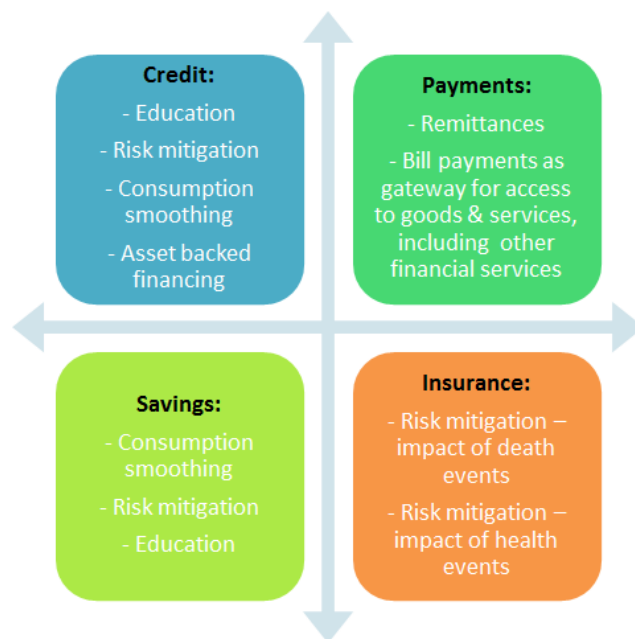 Credit:
- Education
- Risk mitigation
- Consumption
smoothing
- Asset backed
financing
Payments:
- Remittances
- Bill payments as
gateway for access
to goods & services,
including other
financial services
Savings:
- Consumption
smoothing
- Risk mitigation
- Education
Insurance:
- Risk mitigation –
impact of death
events
- Risk mitigation –
impact of health
events